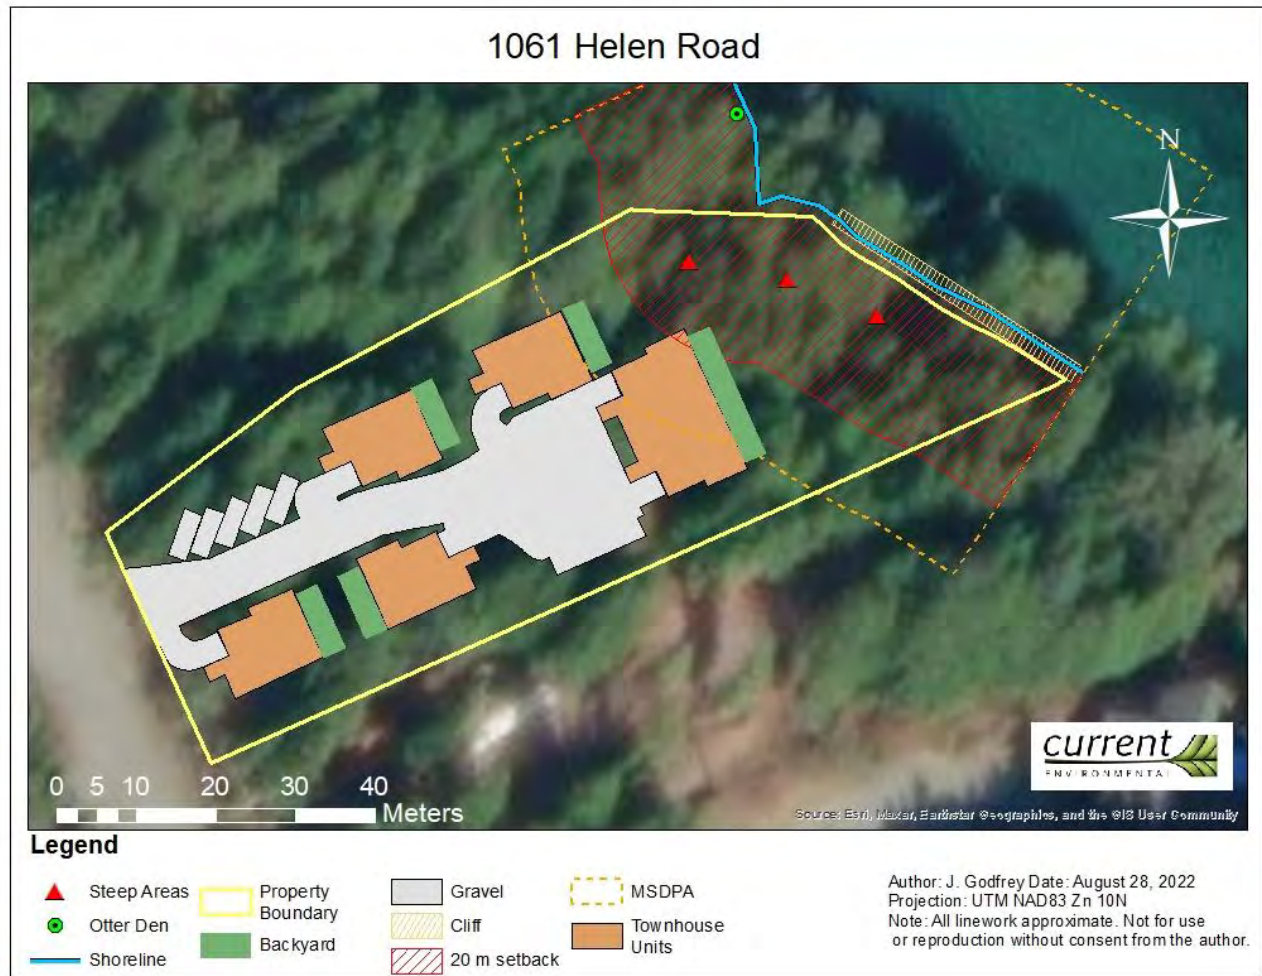 1061 Helen Road
N
current
ENVIRONMENTAL
0 5 10 20 30 40
Meters
Source: Esri, Maxar, Earthstar Geographics, and the GIS User Community
Legend
Steep Areas
Otter Den
Shoreline
Property
Boundary
Backyard
Gravel
Cliff
20 m setback
MSDPA
Townhouse
Units
Author: J. Godfrey Date: August 28, 2022
Projection: UTM NAD83 Zn 10N
Note: All linework approximate. Not for use
or reproduction without consent from the author.